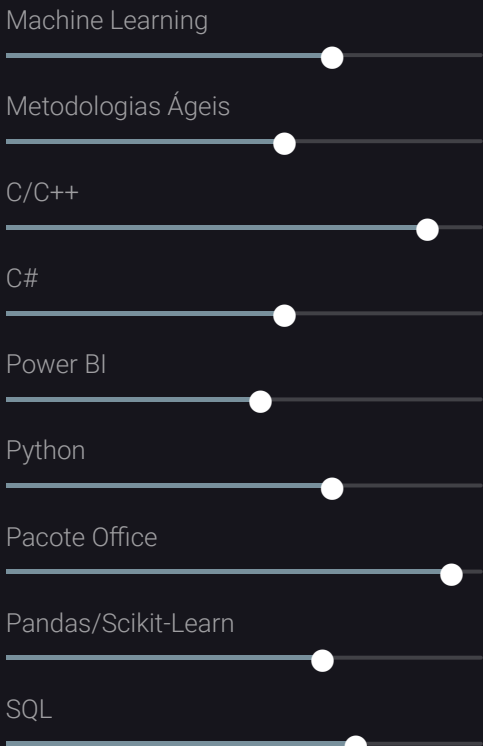 Machine Learning
Metodologias Ágeis
C/C++
C#
Power BI
Python
Pacote Office
Pandas/Scikit-Learn
SQL